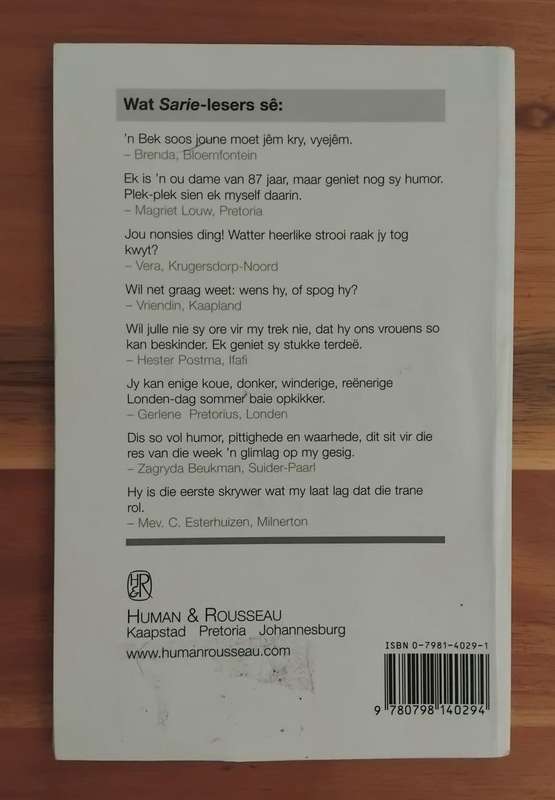 Wat Sarie-lesers sê:
'n Bek soos joune moet jêm kry, vyejêm.
– Brenda, Bloemfontein
Ek is 'n ou dame van 87 jaar, maar geniet nog sy humor.
Plek-plek sien ek myself daarin.
– Magriet Louw, Pretoria
Jou nonsies ding! Watter heerlike strooi raak jy tog
kwyt?
– Vera, Krugersdorp-Noord
Wil net graag weet: wens hy, of spog hy?
– Vriendin, Kaapland
Wil julle nie sy ore vir my trek nie, dat hy ons vrouens so
kan beskinder. Ek geniet sy stukke terdeë.
– Hester Postma, Ifafi
Jy kan enige koue, donker, winderige, reënerige
Londen-dag sommer baie opkikker.
– Gerlene Pretorius, Londen
Dis so vol humor, pittighede en waarhede, dit sit vir die
res van die week 'n glimlag op my gesig.
– Zagryda Beukman, Suider-Paarl
Hy is die eerste skrywer wat my laat lag dat die trane
rol.
– Mev. C. Esterhuizen, Milnerton
H&R
HUMAN & ROUSSEAU
Kaapstad Pretoria Johannesburg
www.humanrousseau.com
ISBN 0-7981-4029-1
9 780798 140294